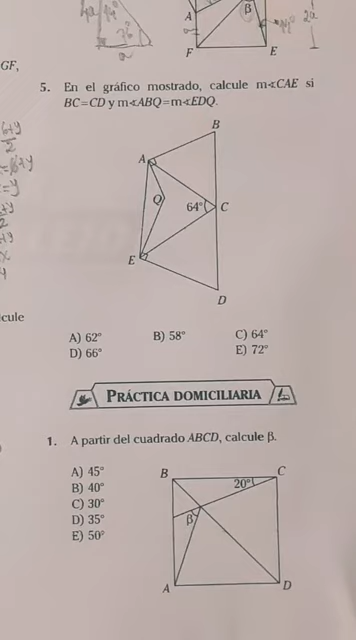 A
β
F
E
a
GF,
5. En el gráfico mostrado, calcule m∢CAE si
BC=CD y m∢ABQ=m∢EDQ.
B
A
Q
64°
C
E
D
cule
A) 62° B) 58° C) 64°
D) 66° E) 72°
PRÁCTICA DOMICILIARIA
1. A partir del cuadrado ABCD, calcule β.
A) 45°
B) 40°
C) 30°
D) 35°
E) 50°
B
C
20°
β
A
D